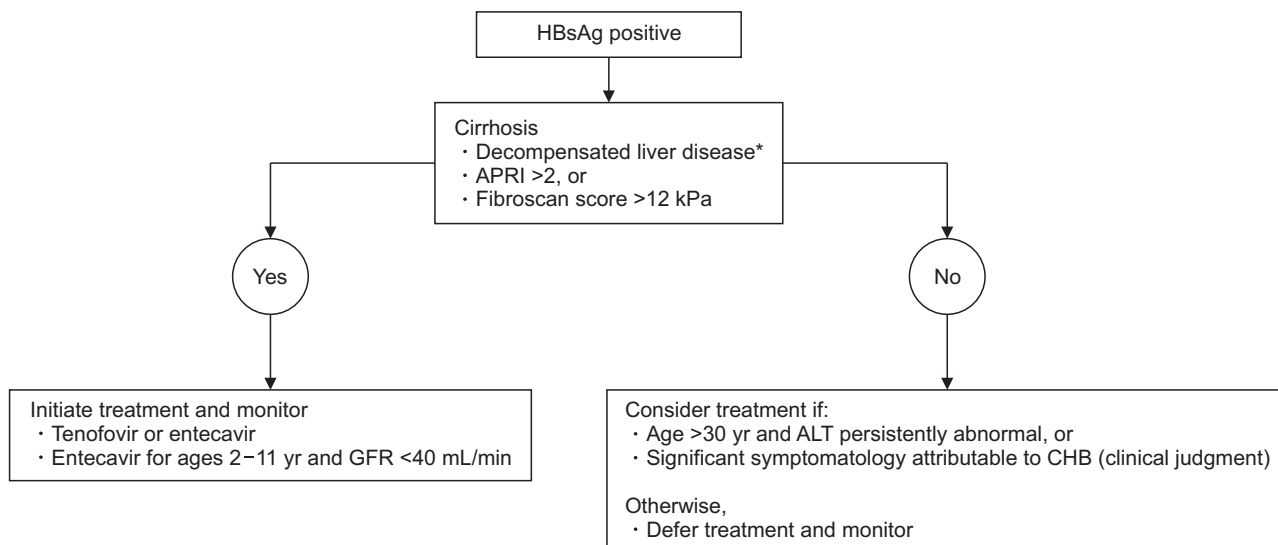 HBsAg positive
Cirrhosis
· Decompensated liver disease*
· APRI >2, or
· Fibroscan score >12 kPa
Yes
No
Initiate treatment and monitor
· Tenofovir or entecavir
· Entecavir for ages 2−11 yr and GFR <40 mL/min
Consider treatment if:
· Age >30 yr and ALT persistently abnormal, or
· Significant symptomatology attributable to CHB (clinical judgment)
Otherwise,
· Defer treatment and monitor